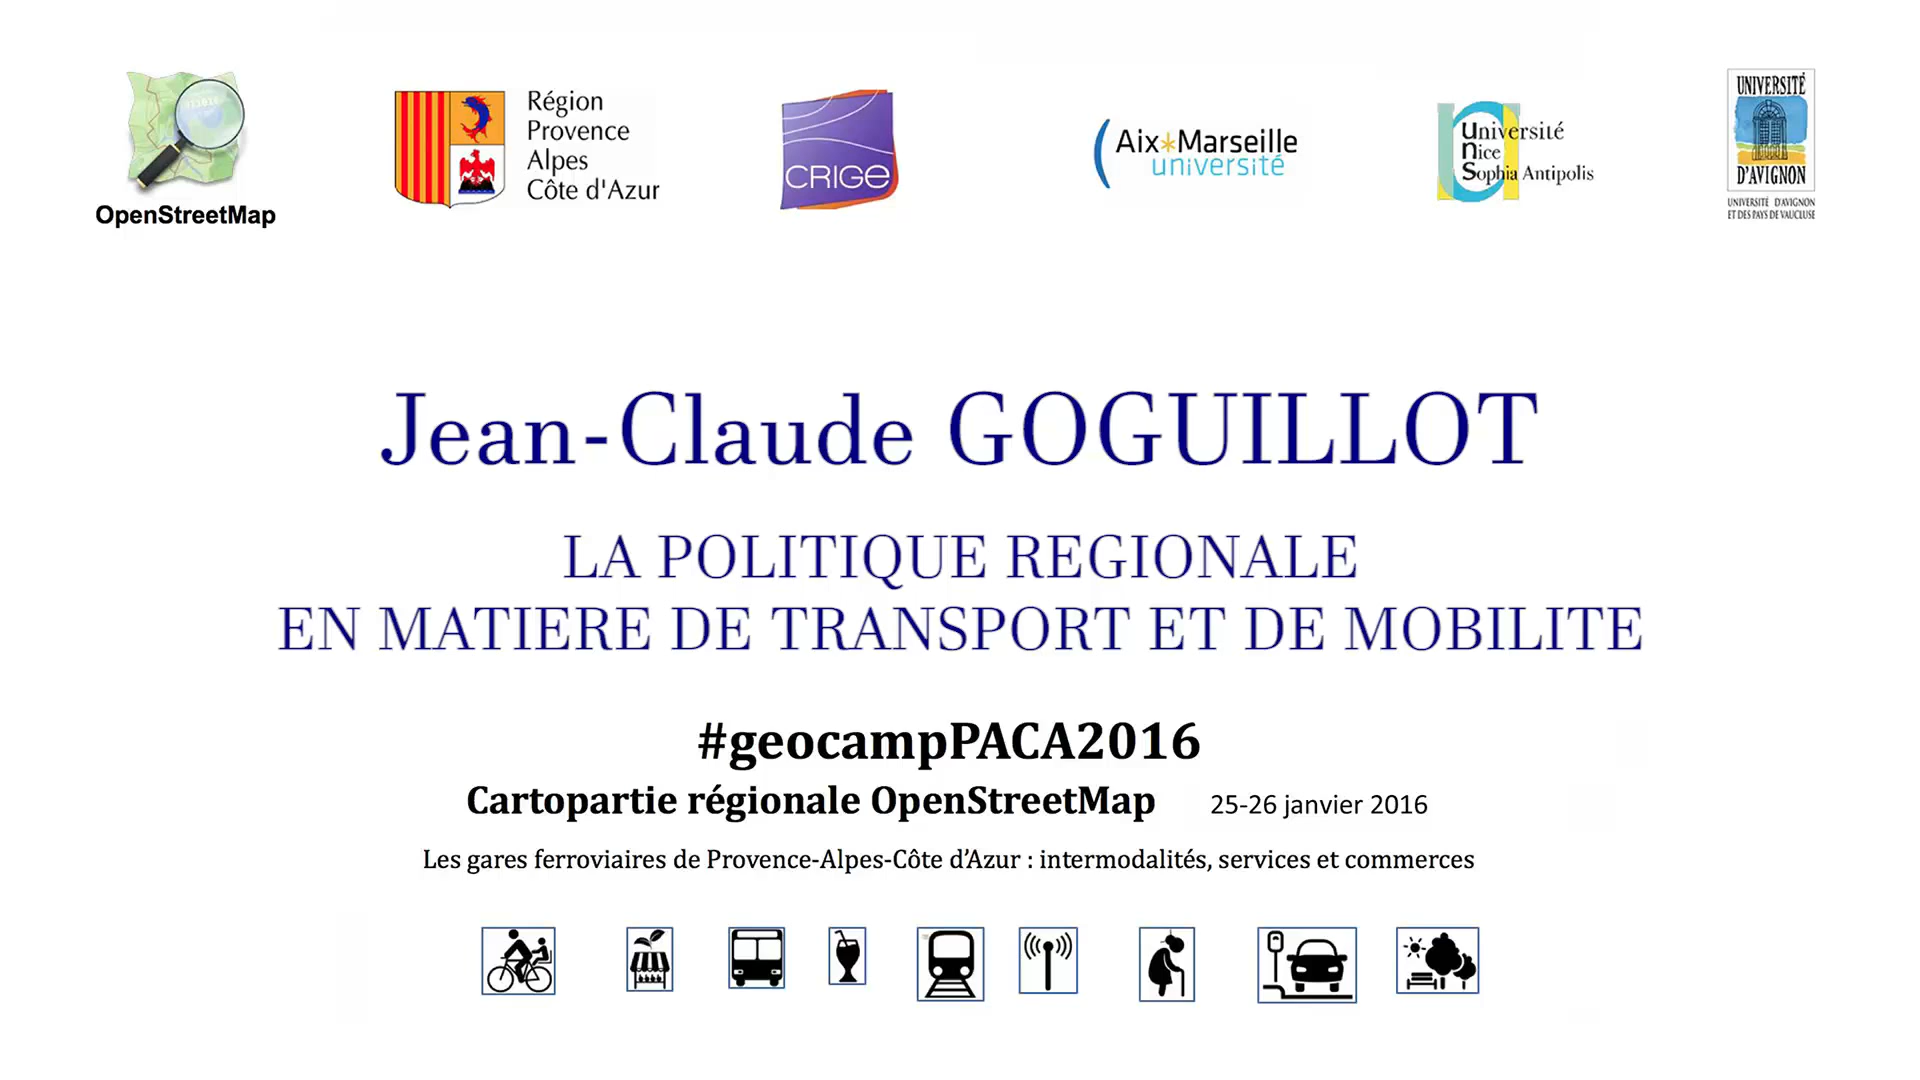 OpenStreetMap
Région
Provence
Alpes
Côte d'Azur
CRIGE
Aix*Marseille
université
Université
Nice
Sophia Antipolis
UNIVERSITÉ
D'AVIGNON
UNIVERSITÉ D'AVIGNON
ET DES PAYS DE VAUCLUSE
Jean-Claude GOGUILLOT
LA POLITIQUE REGIONALE
EN MATIERE DE TRANSPORT ET DE MOBILITE
#geocampPACA2016
Cartopartie régionale OpenStreetMap 25-26 janvier 2016
Les gares ferroviaires de Provence-Alpes-Côte d’Azur : intermodalités, services et commerces